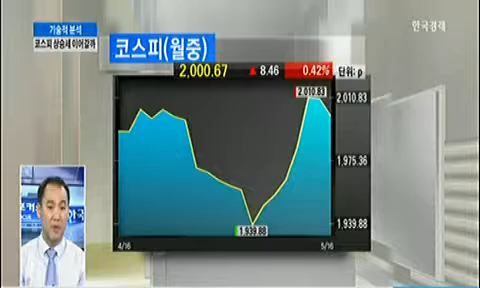 기술적 분석
코스피 상승세 이어갈까
한국경제
코스피(월중)
2,000.67 ▲ 8.46 0.42% 단위: p
2,010.83
2,010.83
1,975.36
1,939.88
1,939.88
4/16 5/16